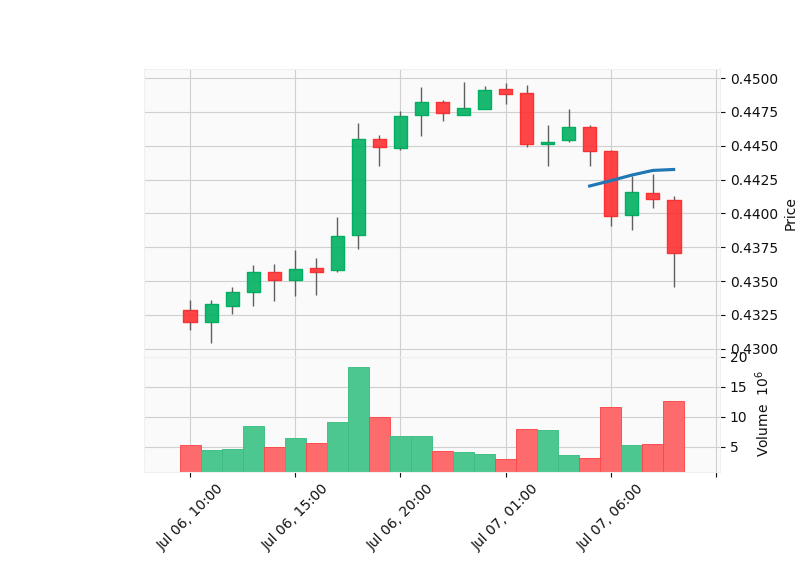 0.4500
0.4475
0.4450
0.4425
0.4400
0.4375
0.4350
0.4325
0.4300
Price
20
15
10
5
Volume 10^6
Jul 06, 10:00
Jul 06, 15:00
Jul 06, 20:00
Jul 07, 01:00
Jul 07, 06:00